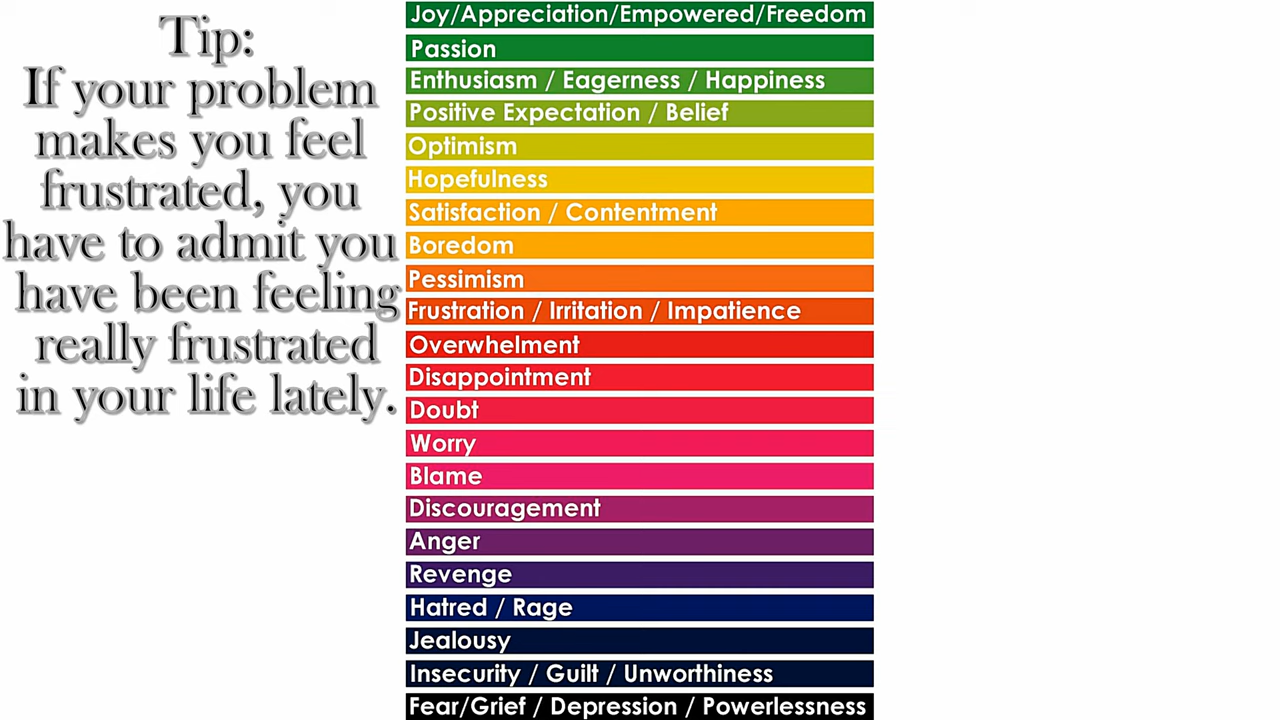 Tip:
If your problem
makes you feel
frustrated, you
have to admit you
have been feeling
really frustrated
in your life lately.
Joy/Appreciation/Empowered/Freedom
Passion
Enthusiasm / Eagerness / Happiness
Positive Expectation / Belief
Optimism
Hopefulness
Satisfaction / Contentment
Boredom
Pessimism
Frustration / Irritation / Impatience
Overwhelment
Disappointment
Doubt
Worry
Blame
Discouragement
Anger
Revenge
Hatred / Rage
Jealousy
Insecurity / Guilt / Unworthiness
Fear/Grief / Depression / Powerlessness